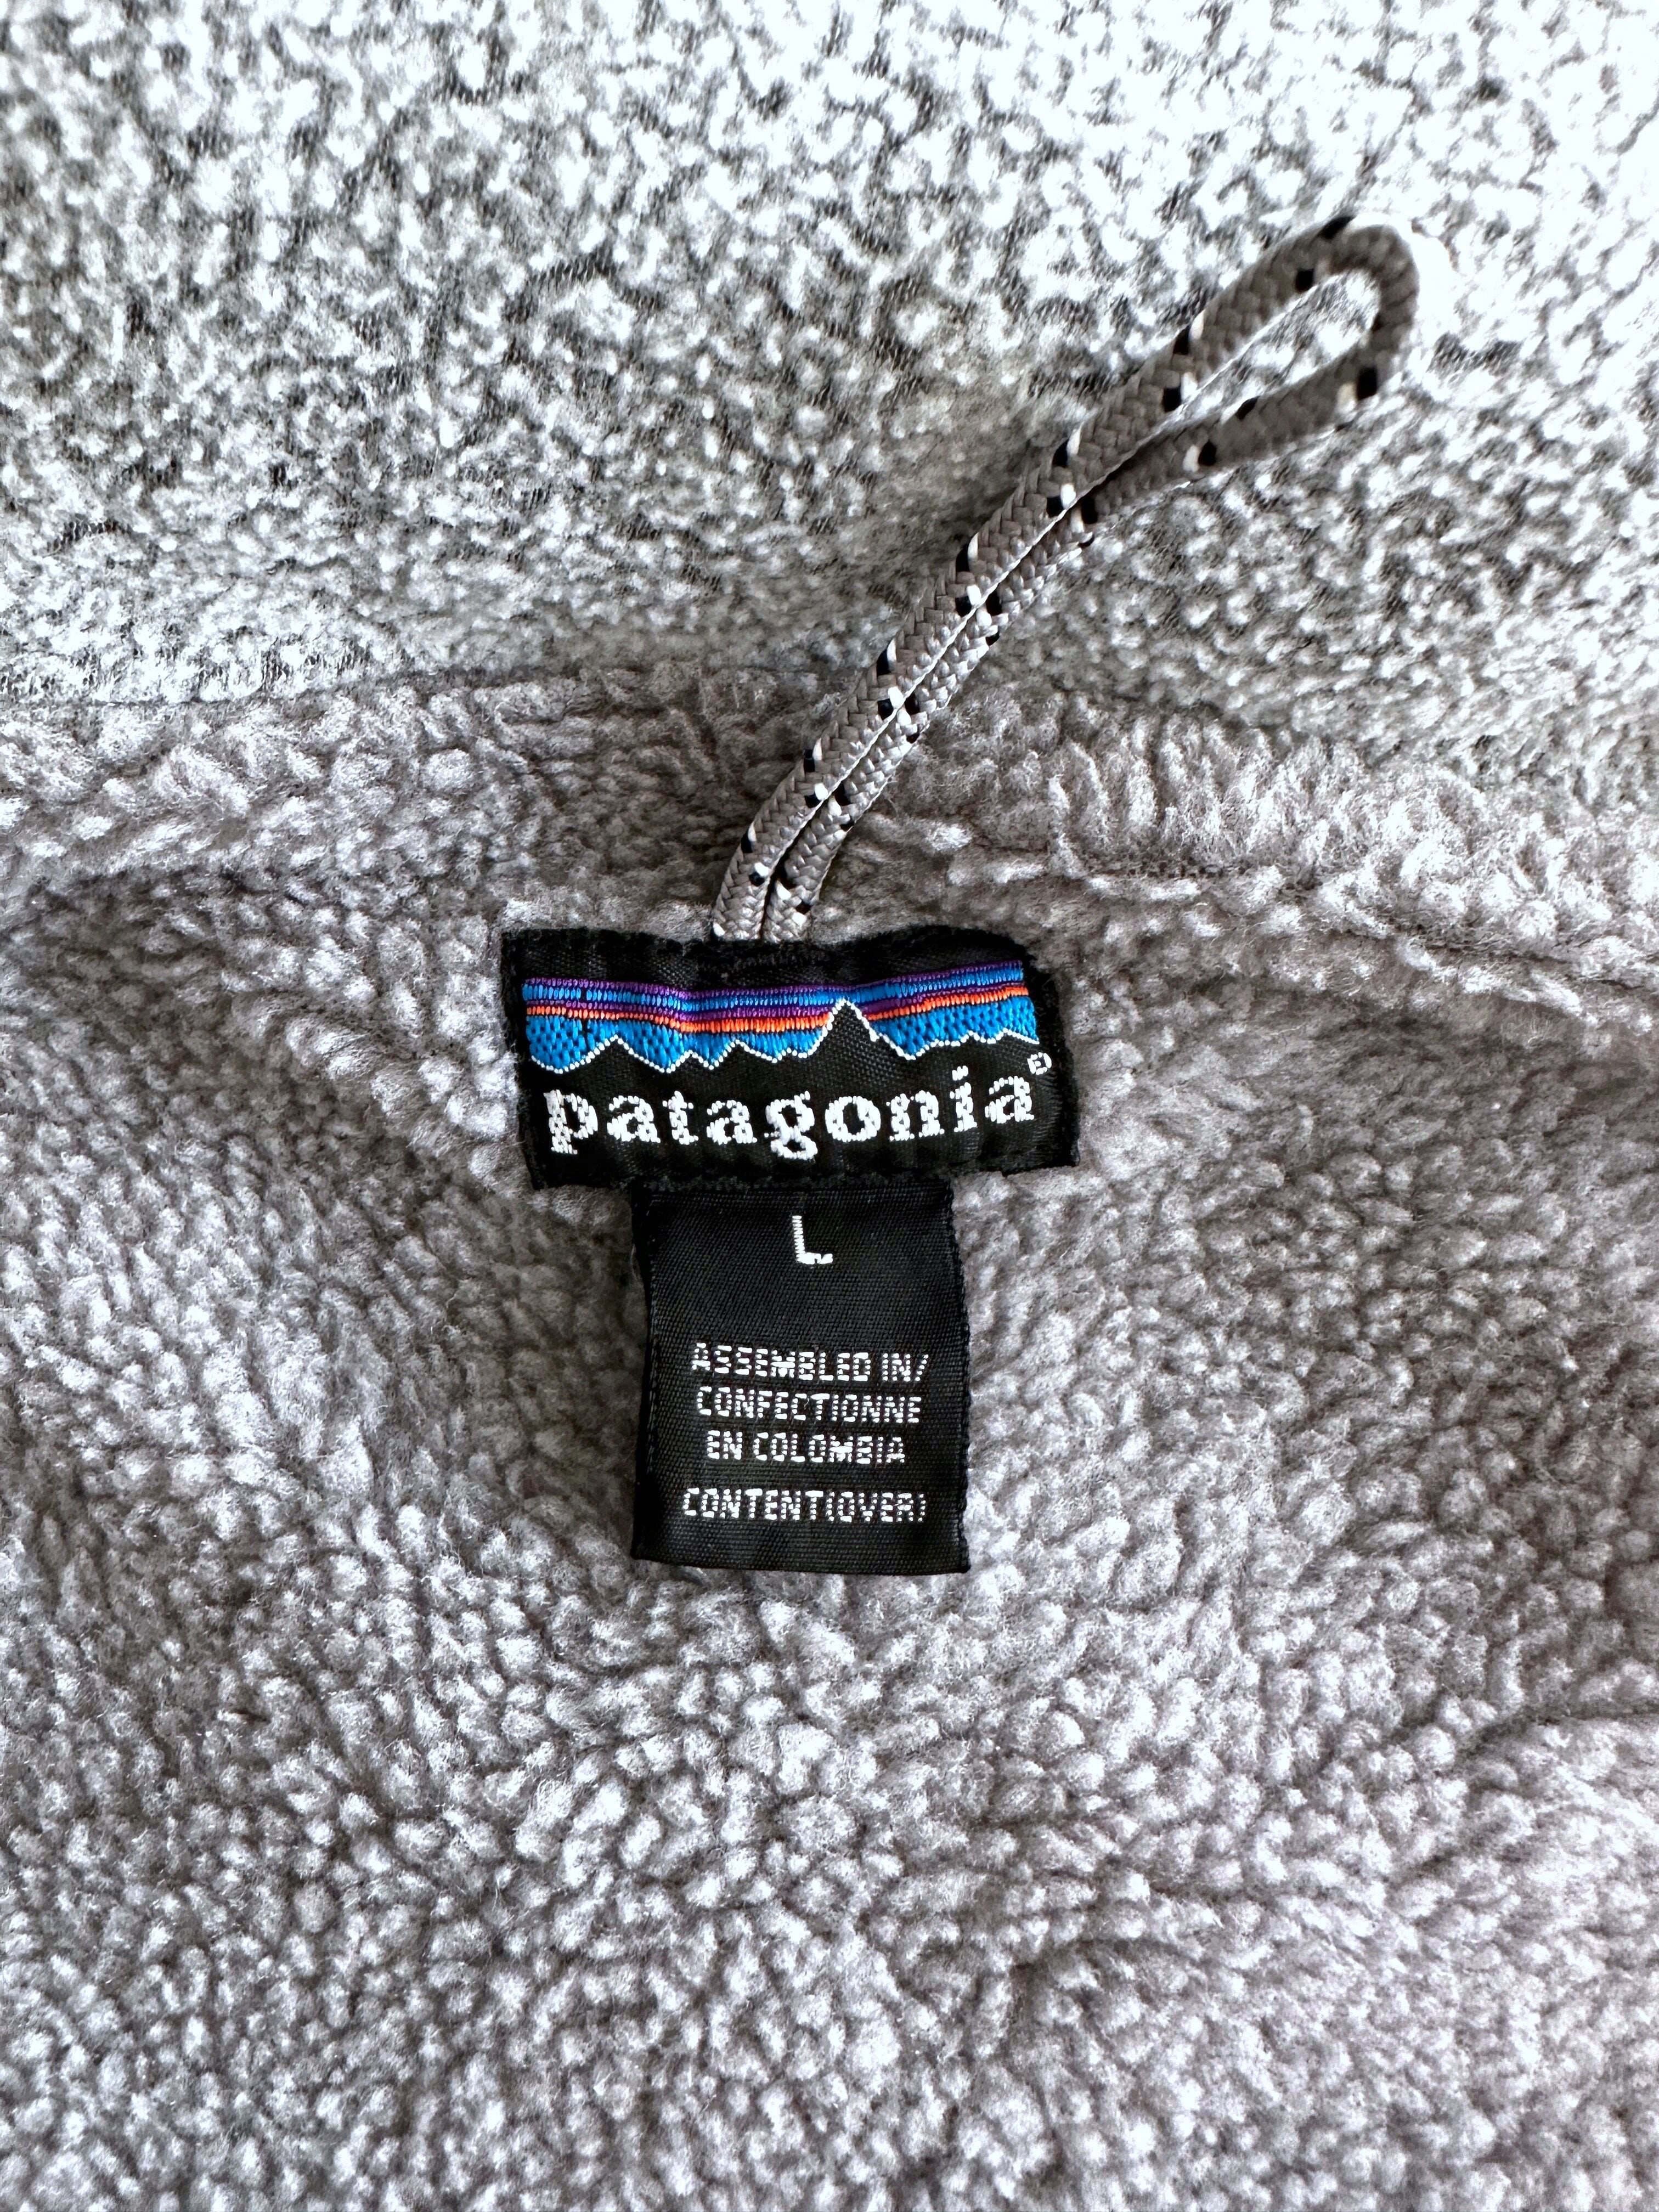 patagonia®
L
ASSEMBLED IN/
CONFECTIONNE
EN COLOMBIA
CONTENT(OVER)